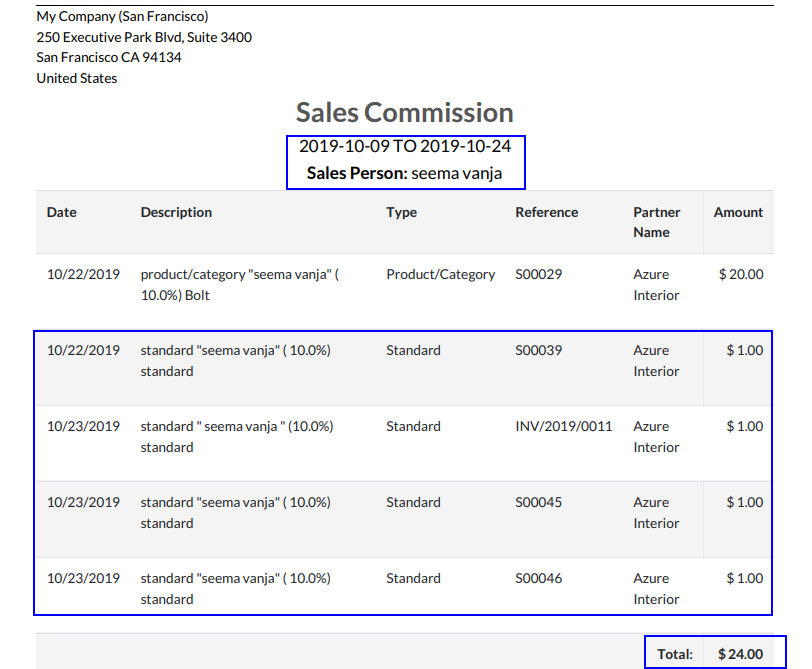 My Company (San Francisco)
250 Executive Park Blvd, Suite 3400
San Francisco CA 94134
United States
Sales Commission
2019-10-09 TO 2019-10-24
Sales Person: seema vanja
Date Description Type Reference Partner Name Amount
10/22/2019 product/category "seema vanja" ( Product/Category S00029 Azure $ 20.00
10.0%) Bolt Interior
10/22/2019 standard "seema vanja" ( 10.0%) Standard S00039 Azure $ 1.00
standard Interior
10/23/2019 standard " seema vanja " (10.0%) Standard INV/2019/0011 Azure $ 1.00
standard Interior
10/23/2019 standard "seema vanja" ( 10.0%) Standard S00045 Azure $ 1.00
standard Interior
10/23/2019 standard "seema vanja" ( 10.0%) Standard S00046 Azure $ 1.00
standard Interior
Total: $ 24.00